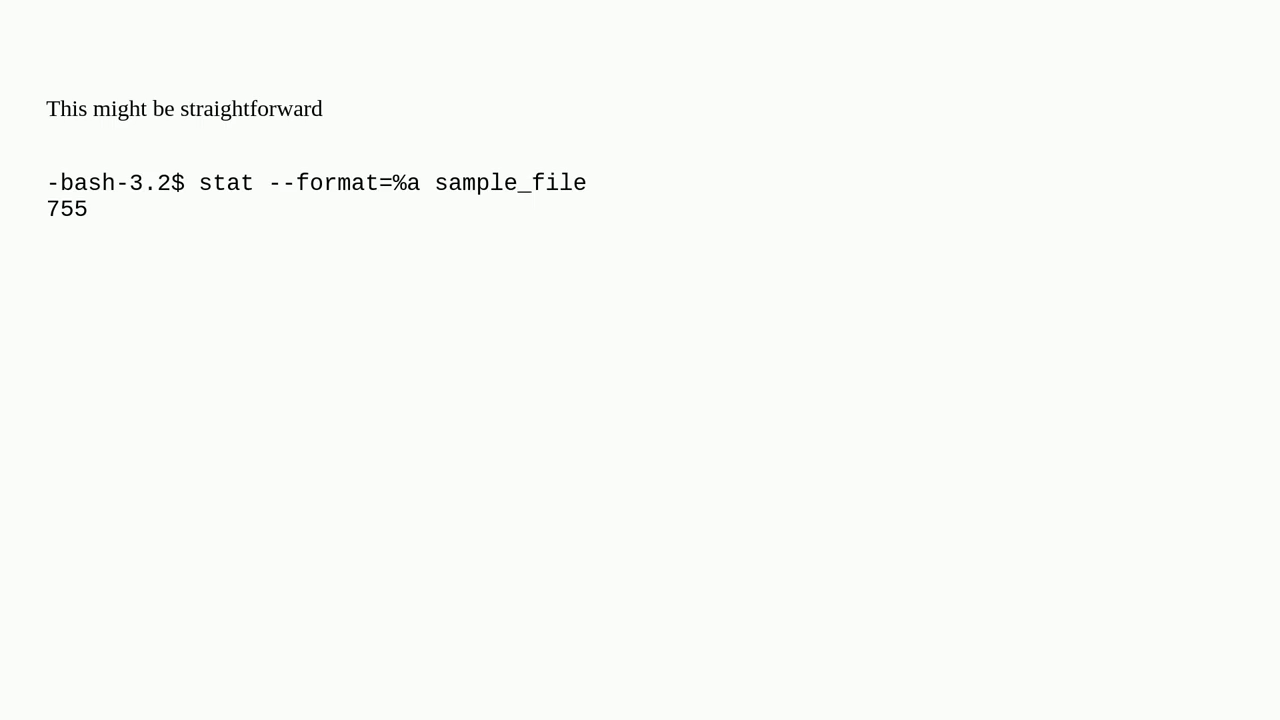 This might be straightforward
-bash-3.2$ stat --format=%a sample_file
755